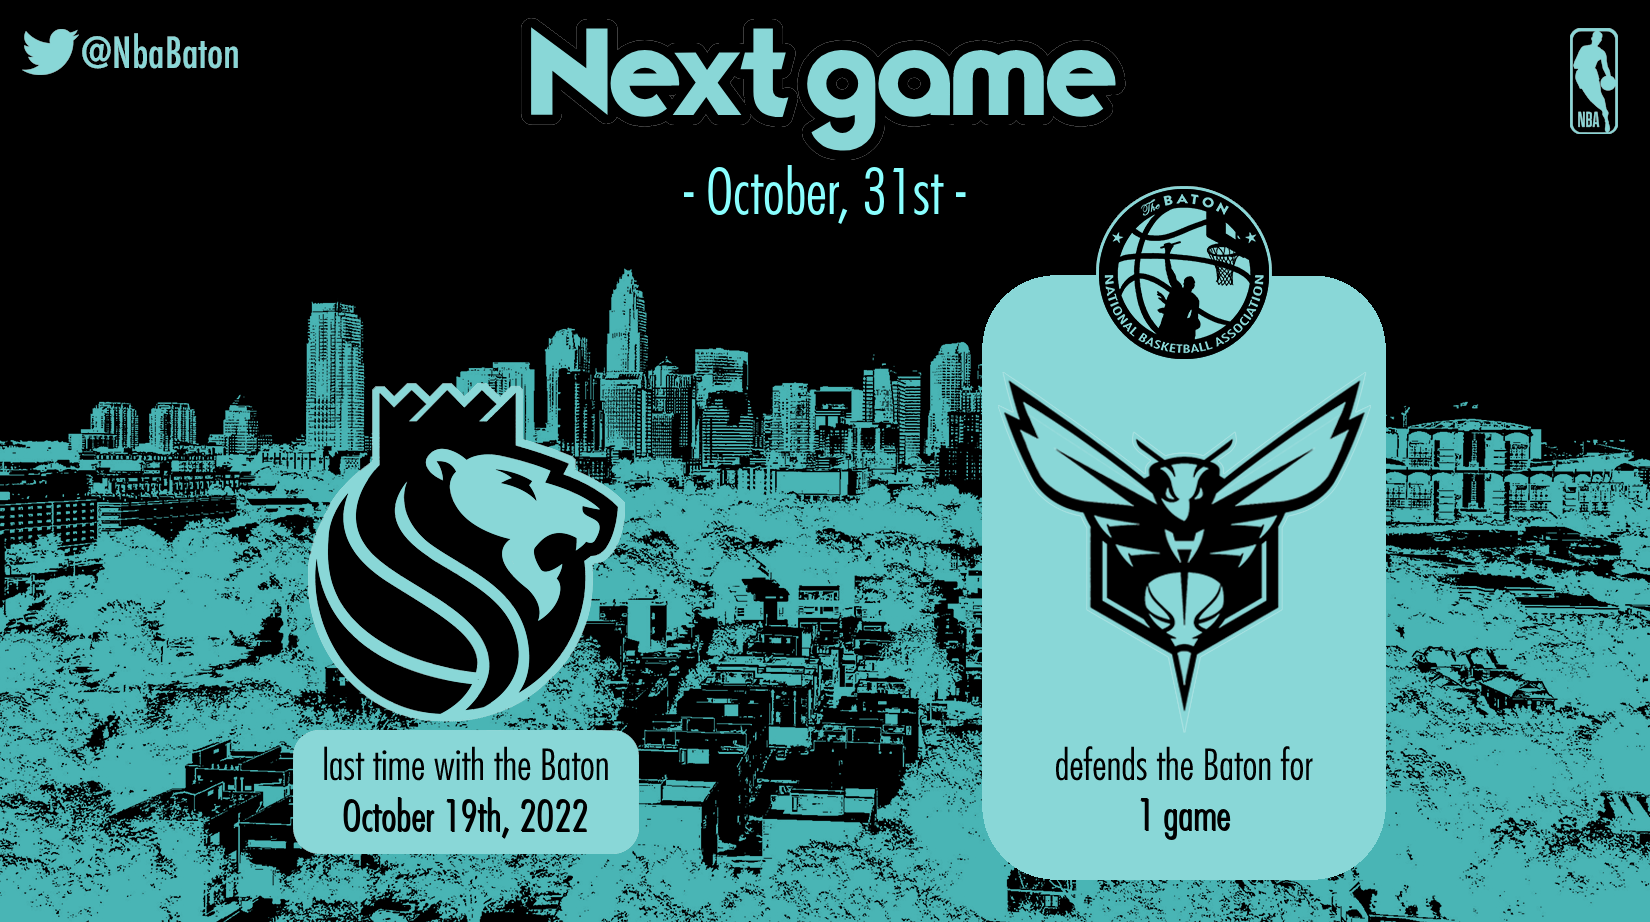 @NbaBaton
Next game
NBA
- October, 31st -
The BATON
NATIONAL BASKETBALL ASSOCIATION
last time with the Baton
October 19th, 2022
defends the Baton for
1 game